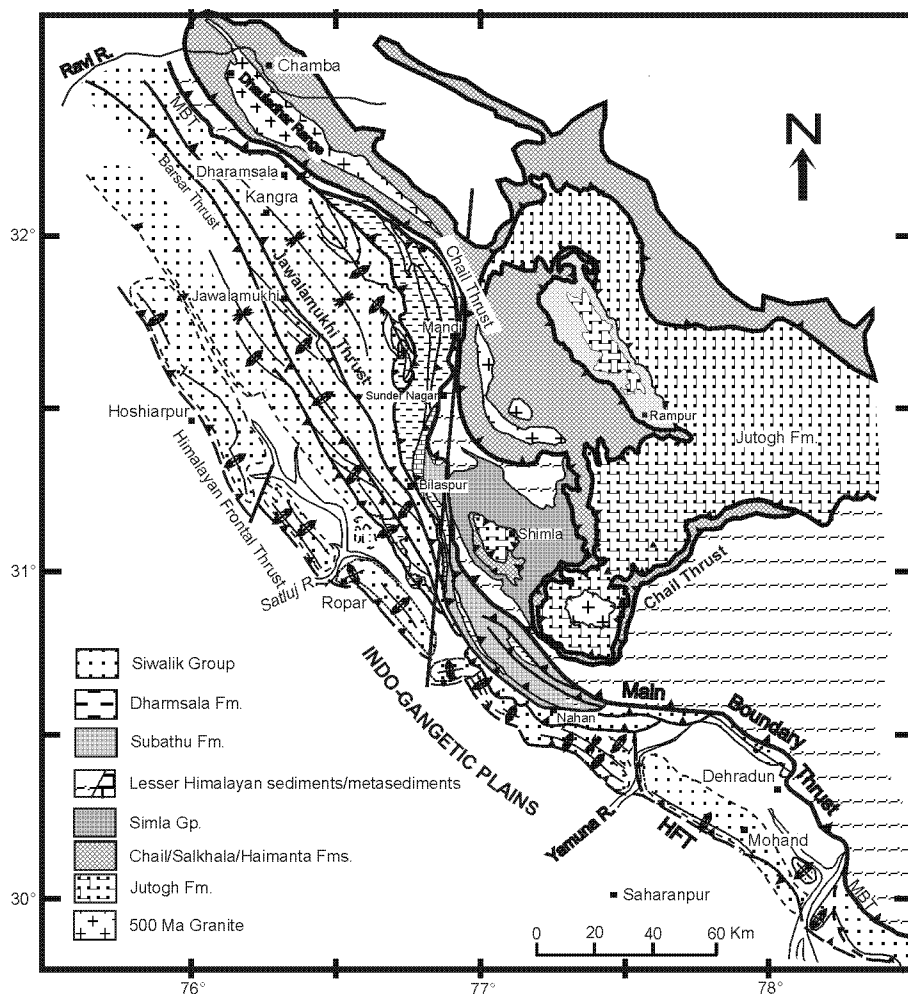 Ravi R.
Chamba
MBT
Dhauladhar Range
N
Dharamsala
Kangra
Barsar Thrust
32°
Chail Thrust
Jawalamukhi
Jawalamukhi Thrust
Mandi
Sunder Nagar
Rampur
Hoshiarpur
Jutogh Fm.
Himalayan Frontal Thrust
Bilaspur
Shimla
31°
Satluj R.
Ropar
Chail Thrust
INDO-GANGETIC PLAINS
Main Boundary Thrust
Nahan
Siwalik Group
Dharmsala Fm.
Subathu Fm.
Lesser Himalayan sediments/metasediments
Simla Gp.
Chail/Salkhala/Haimanta Fms.
Jutogh Fm.
500 Ma Granite
Dehradun
Yamuna R.
HFT
Mohand
MBT
30°
Saharanpur
0 20 40 60 Km
76° 77° 78°